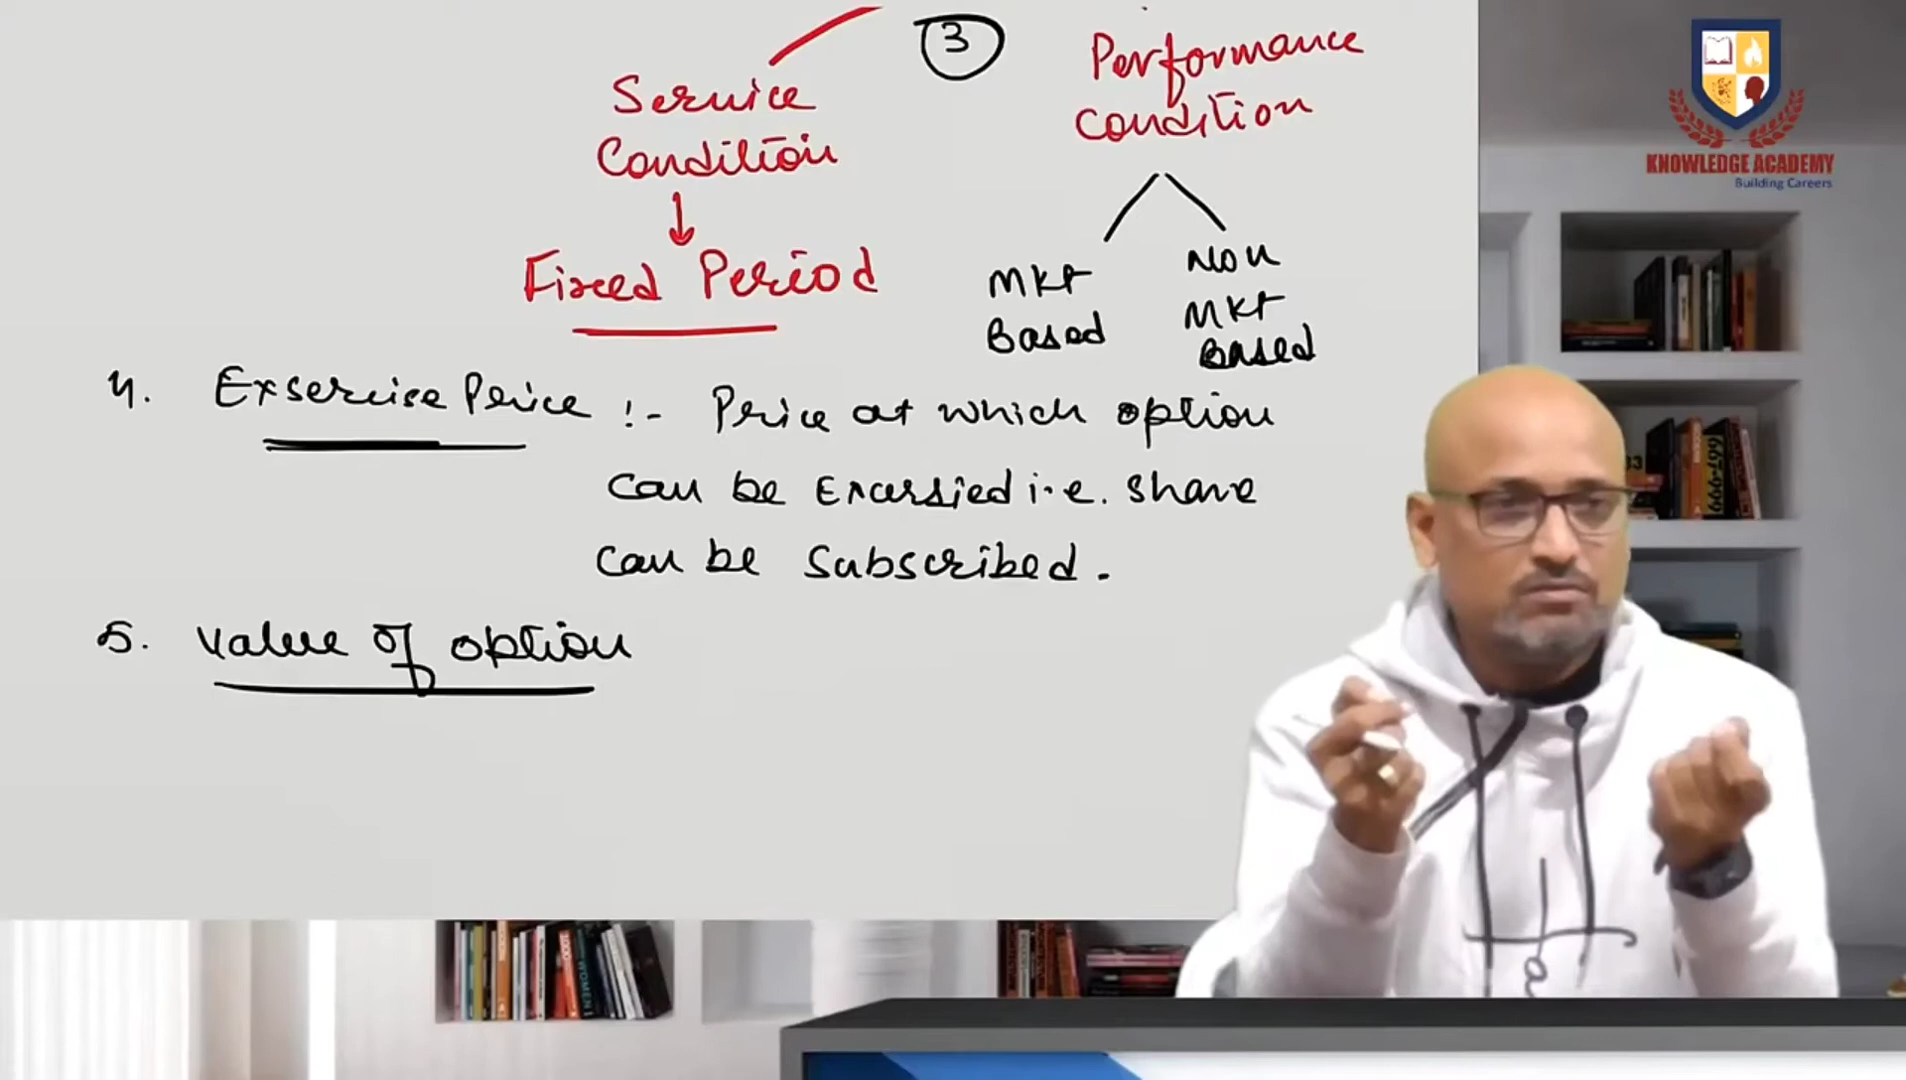 3
Performance
Condition
Service
Condition
Fixed Period
Mkt
Based
Non
Mkt
Based
4. Exsercise Price :- Price at which option
can be Excersied i.e. share
can be Subscribed.
5. Value of option
KNOWLEDGE ACADEMY
Building Careers